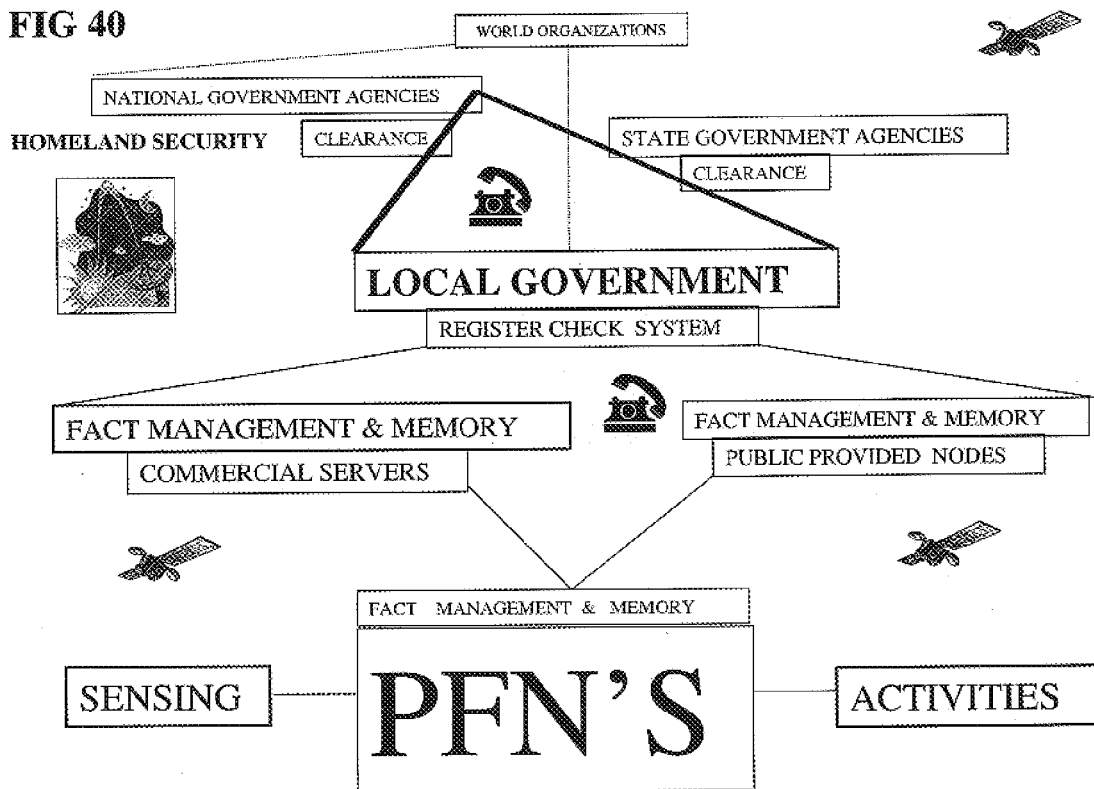 FIG 40
WORLD ORGANIZATIONS
NATIONAL GOVERNMENT AGENCIES
HOMELAND SECURITY
CLEARANCE
STATE GOVERNMENT AGENCIES
CLEARANCE
LOCAL GOVERNMENT
REGISTER CHECK SYSTEM
FACT MANAGEMENT & MEMORY
COMMERCIAL SERVERS
FACT MANAGEMENT & MEMORY
PUBLIC PROVIDED NODES
FACT MANAGEMENT & MEMORY
SENSING
PFN'S
ACTIVITIES